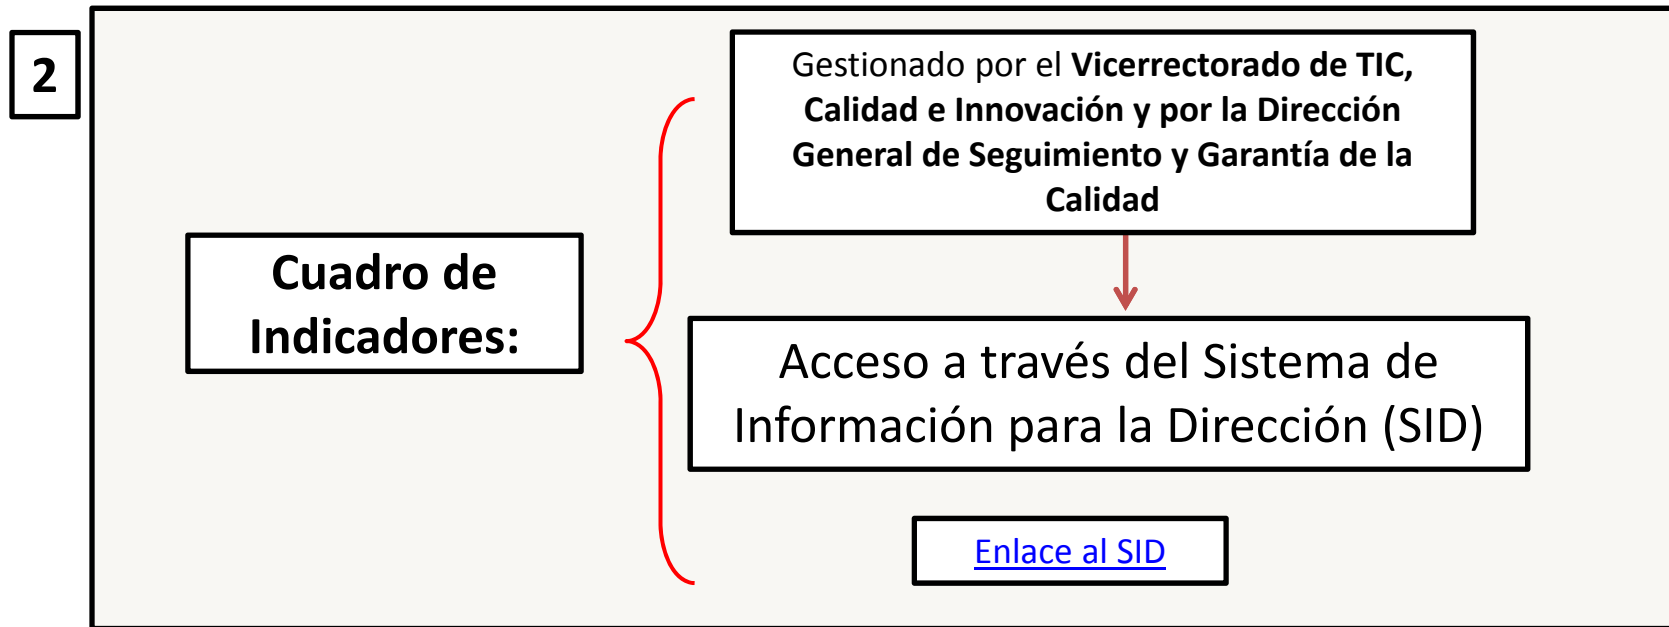 2
Gestionado por el Vicerrectorado de TIC,
Calidad e Innovación y por la Dirección
General de Seguimiento y Garantía de la
Calidad
Cuadro de
Indicadores:
Acceso a través del Sistema de
Información para la Dirección (SID)
Enlace al SID